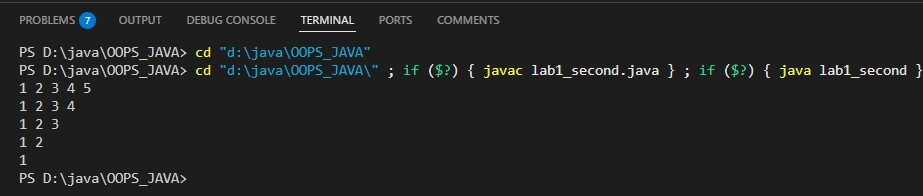 PROBLEMS 7 OUTPUT DEBUG CONSOLE TERMINAL PORTS COMMENTS
PS D:\java\OOPS_JAVA> cd "d:\java\OOPS_JAVA"
PS D:\java\OOPS_JAVA> cd "d:\java\OOPS_JAVA\" ; if ($?) { javac lab1_second.java } ; if ($?) { java lab1_second }
1 2 3 4 5
1 2 3 4
1 2 3
1 2
1
PS D:\java\OOPS_JAVA>